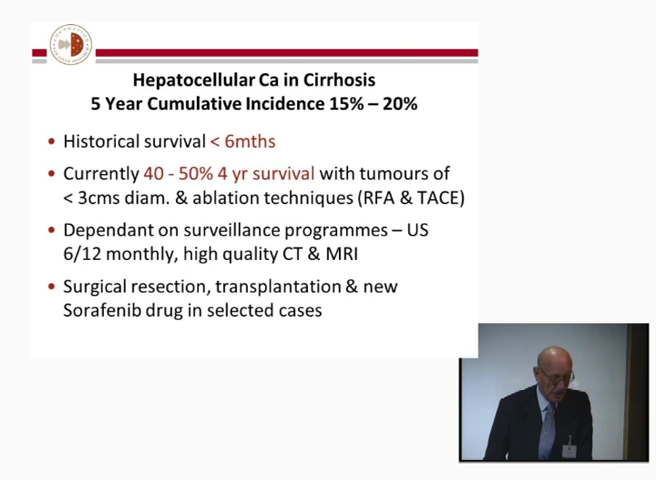 Hepatocellular Ca in Cirrhosis
5 Year Cumulative Incidence 15% – 20%
• Historical survival < 6mths
• Currently 40 - 50% 4 yr survival with tumours of
< 3cms diam. & ablation techniques (RFA & TACE)
• Dependant on surveillance programmes – US
6/12 monthly, high quality CT & MRI
• Surgical resection, transplantation & new
Sorafenib drug in selected cases